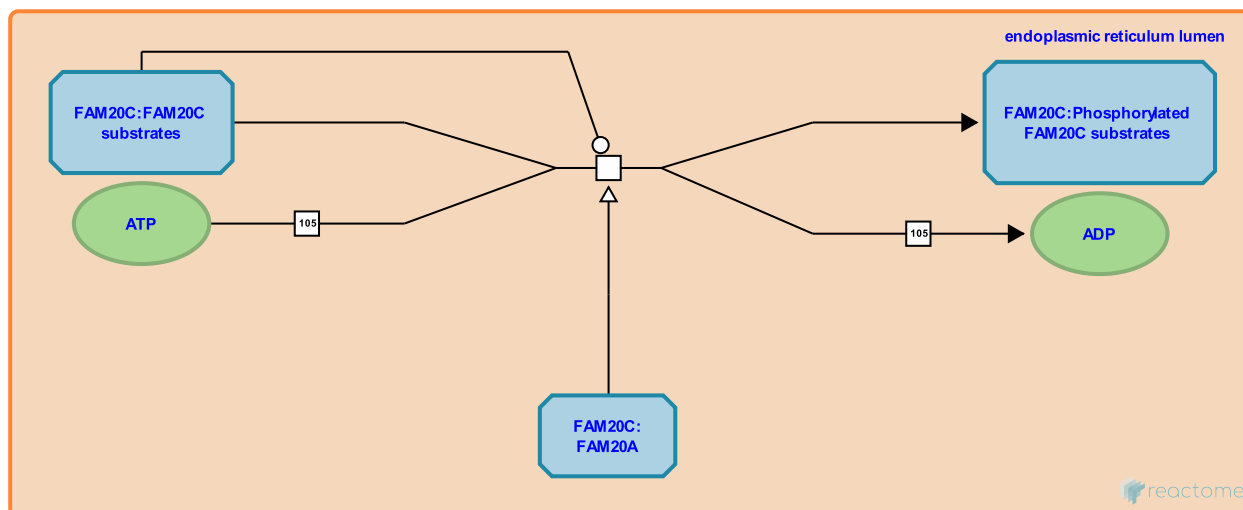 endoplasmic reticulum lumen
FAM20C:FAM20C
substrates
FAM20C:Phosphorylated
FAM20C substrates
ATP
105
105
ADP
FAM20C:
FAM20A
reactome